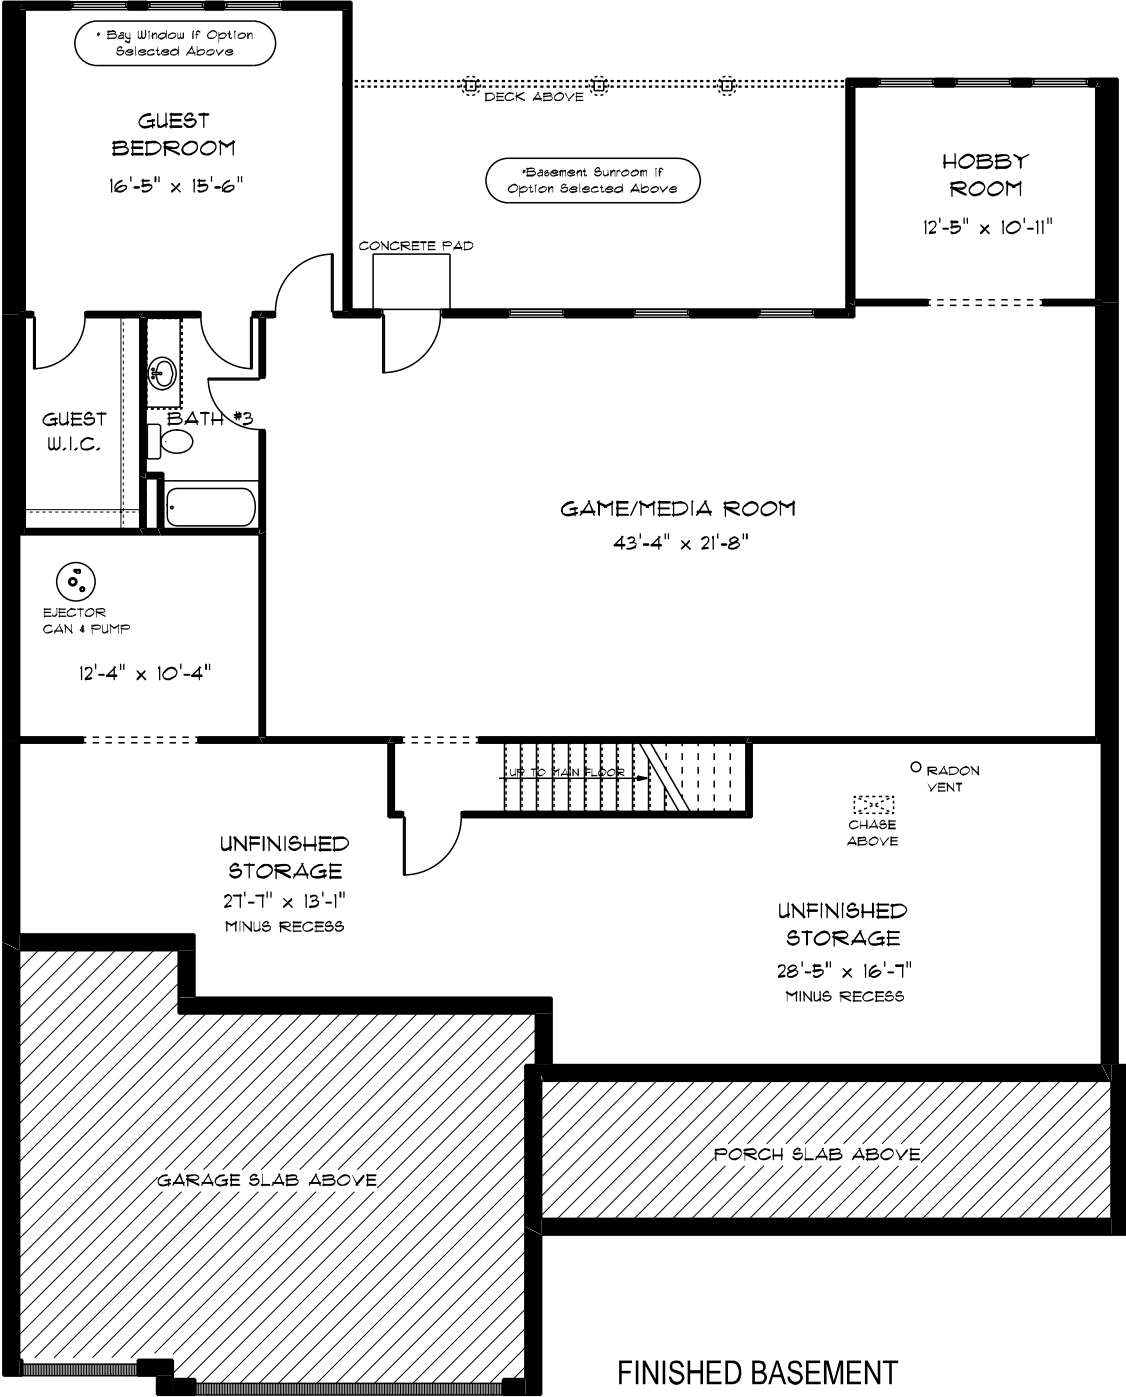 * Bay Window if Option
Selected Above
DECK ABOVE
GUEST
BEDROOM
16'-5" x 15'-6"
*Basement Sunroom if
Option Selected Above
HOBBY
ROOM
12'-5" x 10'-11"
CONCRETE PAD
GUEST
W.I.C.
BATH #3
GAME/MEDIA ROOM
43'-4" x 21'-8"
EJECTOR
CAN & PUMP
12'-4" x 10'-4"
UP TO MAIN FLOOR
RADON
VENT
CHASE
ABOVE
UNFINISHED
STORAGE
27'-7" x 13'-1"
MINUS RECESS
UNFINISHED
STORAGE
28'-5" x 16'-7"
MINUS RECESS
PORCH SLAB ABOVE
GARAGE SLAB ABOVE
FINISHED BASEMENT